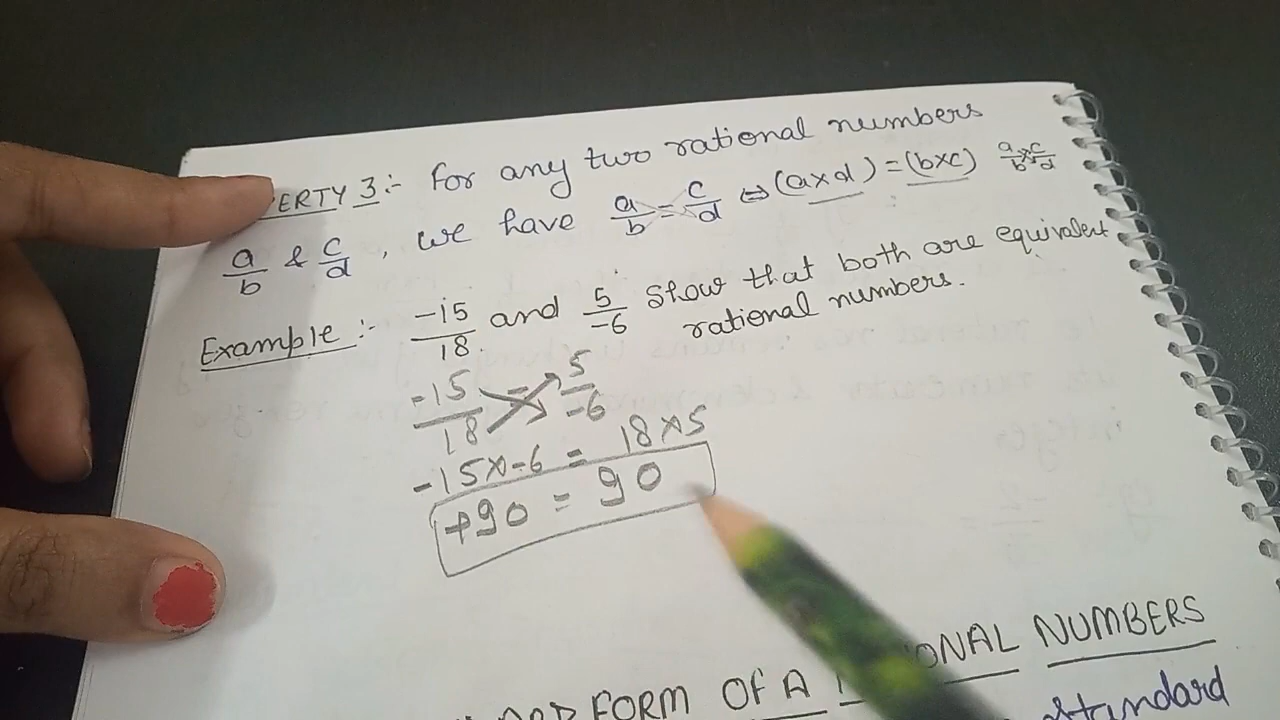 ERTY 3:- for any two rational numbers
a/b & c/d, we have a/b = c/d ⇔ (a×d) = (b×c) a/b × c/d
Example:- -15/18 and 5/-6 show that both are equivalent
rational numbers.
-15/18 = 5/-6
-15×-6 = 18×5
+90 = 90
FORM OF A ONAL NUMBERS
Standard